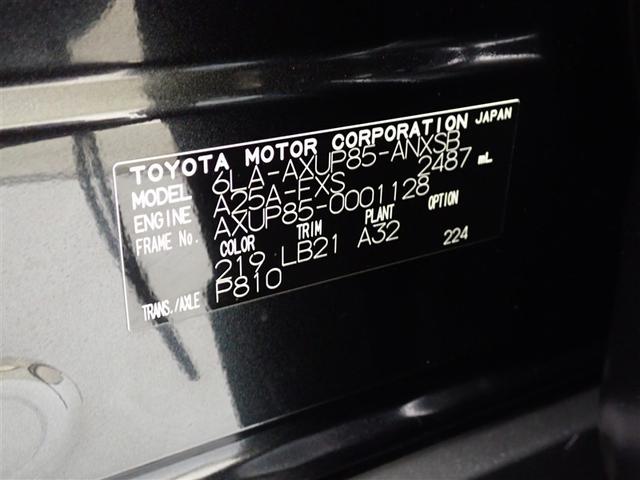 TOYOTA MOTOR CORPORATION JAPAN
MODEL 6LA-AXUP85-ANXSB
ENGINE A25A-FXS 2487 mL
FRAME No. AXUP85-0001128
COLOR TRIM PLANT OPTION
219 LB21 A32 224
TRANS./AXLE P810